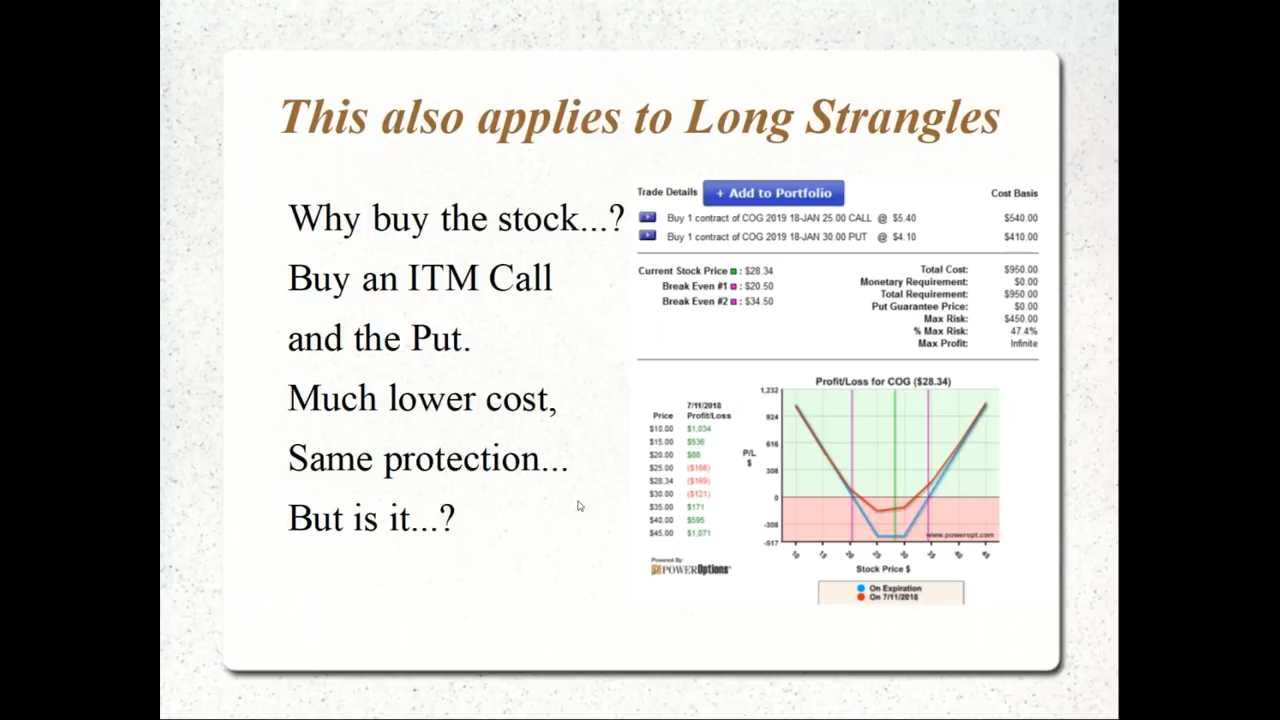 This also applies to Long Strangles
Why buy the stock...?
Buy an ITM Call
and the Put.
Much lower cost,
Same protection...
But is it...?
Trade Details + Add to Portfolio Cost Basis
Buy 1 contract of COG 2019 18-JAN 25.00 CALL @ $5.40 $540.00
Buy 1 contract of COG 2019 18-JAN 30.00 PUT @ $4.10 $410.00
Current Stock Price : $28.34
Break Even #1 : $20.50
Break Even #2 : $34.50
Total Cost: $950.00
Monetary Requirement: $0.00
Total Requirement: $950.00
Put Guarantee Price: $0.00
Max Risk: $450.00
% Max Risk: 47.4%
Max Profit: Infinite
7/11/2018
Price Profit/Loss
$10.00 $1,034
$15.00 $536
$20.00 $88
$25.00 ($166)
$28.34 ($169)
$30.00 ($121)
$35.00 $171
$40.00 $595
$45.00 $1,071
Powered By:
POWEROptions
Profit/Loss for COG ($28.34)
1,232
924
616
P/L
$
308
0
-308
-517
www.poweropt.com
10 15 20 25 30 35 40 45
Stock Price $
On Expiration
On 7/11/2018